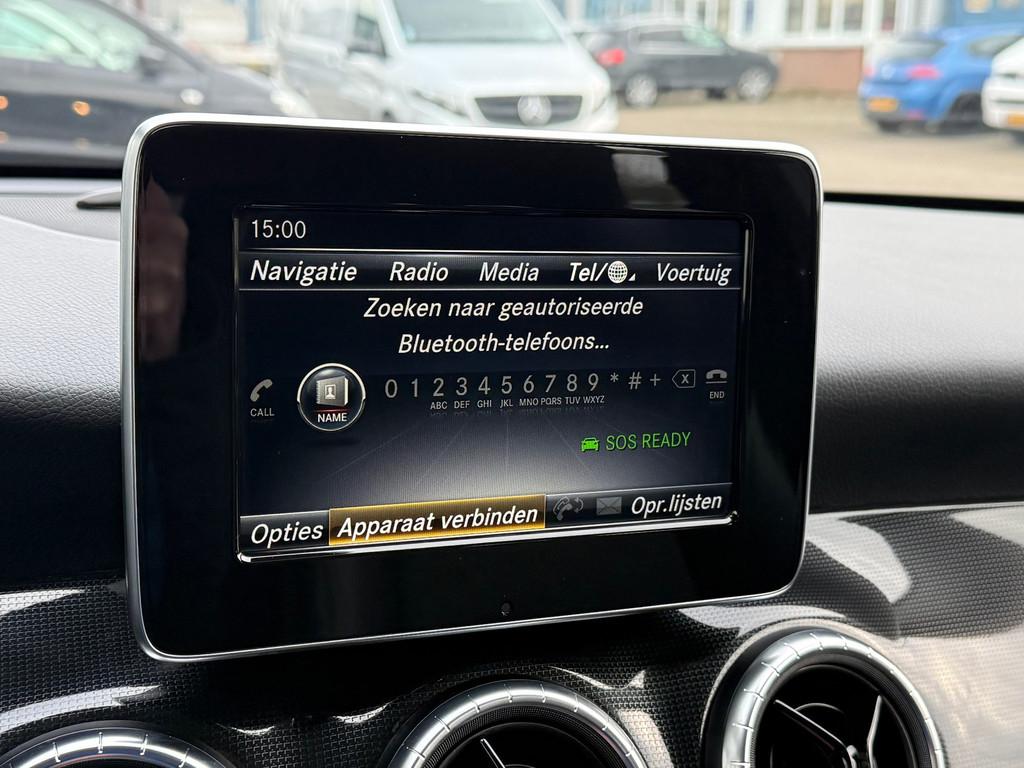 15:00
Navigatie Radio Media Tel/ Voertuig
Zoeken naar geautoriseerde
Bluetooth-telefoons...
CALL NAME 0 1 2 3 4 5 6 7 8 9 * # + X END
ABC DEF GHI JKL MNO PQRS TUV WXYZ
SOS READY
Opties Apparaat verbinden Opr.lijsten